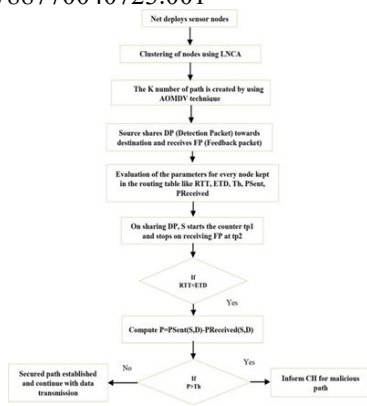 Net deploys sensor nodes
Clustering of nodes using LNCA
The K number of path is created by using
AOMDV technique
Source shares DP (Detection Packet) towards
destination and receives FP (Feedback packet)
Evaluation of the parameters for every node kept
in the routing table like RTT, ETD, Th, PSent,
PReceived
On sharing DP, S starts the counter tp1
and stops on receiving FP at tp2
If
RTT<ETD
Yes
Compute P=PSent(S,D)-PReceived(S,D)
No
Yes
Secured path established
and continue with data
transmission
If
P>Th
Inform CH for malicious
path